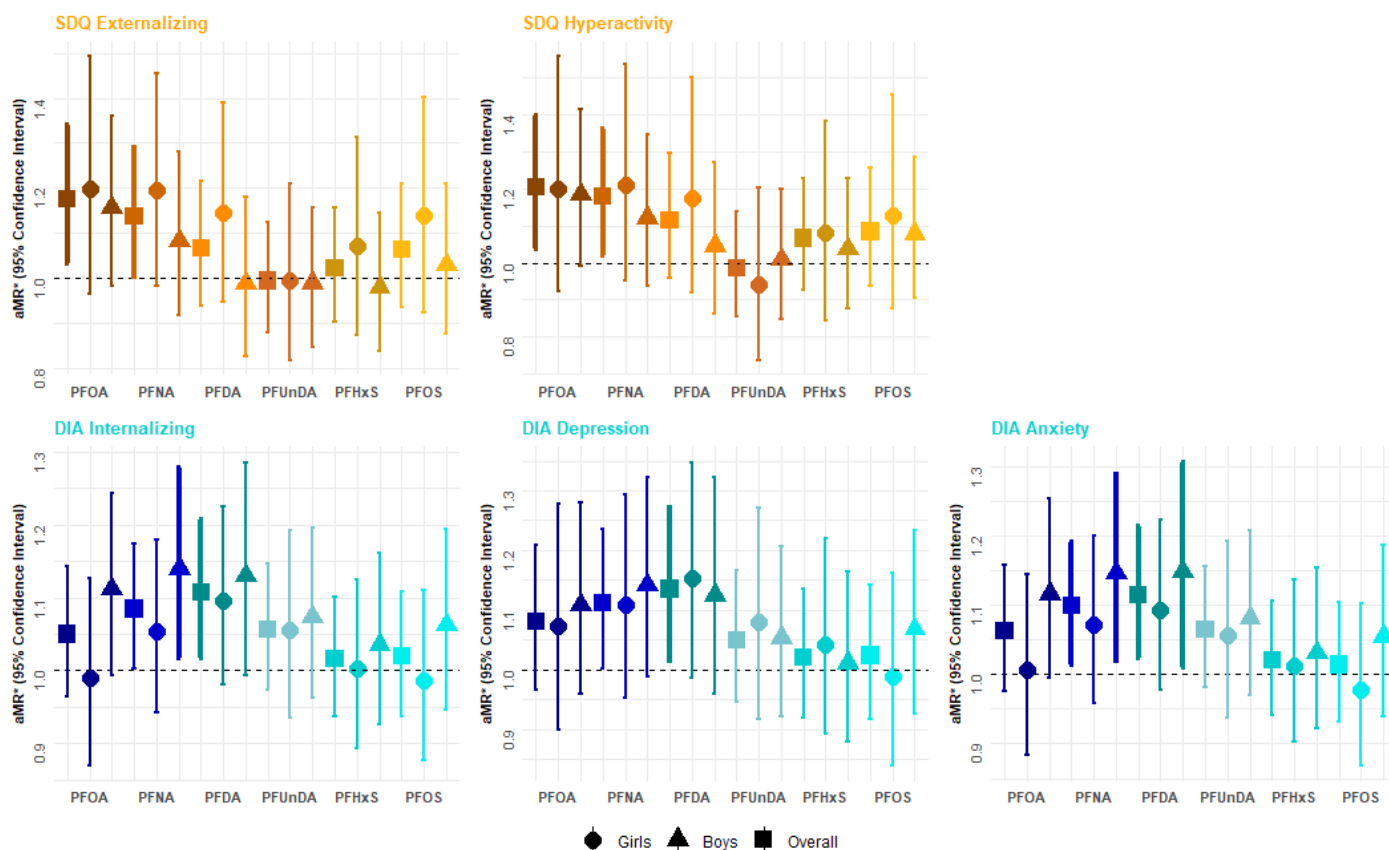 SDQ Externalizing
SDQ Hyperactivity
aMR* (95% Confidence Interval)
1.4
1.2
1.0
0.8
PFOA PFNA PFDA PFUnDA PFHxS PFOS
aMR* (95% Confidence Interval)
1.4
1.2
1.0
0.8
PFOA PFNA PFDA PFUnDA PFHxS PFOS
DIA Internalizing
DIA Depression
DIA Anxiety
aMR* (95% Confidence Interval)
1.3
1.2
1.1
1.0
0.9
PFOA PFNA PFDA PFUnDA PFHxS PFOS
aMR* (95% Confidence Interval)
1.3
1.2
1.1
1.0
0.9
PFOA PFNA PFDA PFUnDA PFHxS PFOS
aMR* (95% Confidence Interval)
1.3
1.2
1.1
1.0
0.9
PFOA PFNA PFDA PFUnDA PFHxS PFOS
Girls Boys Overall